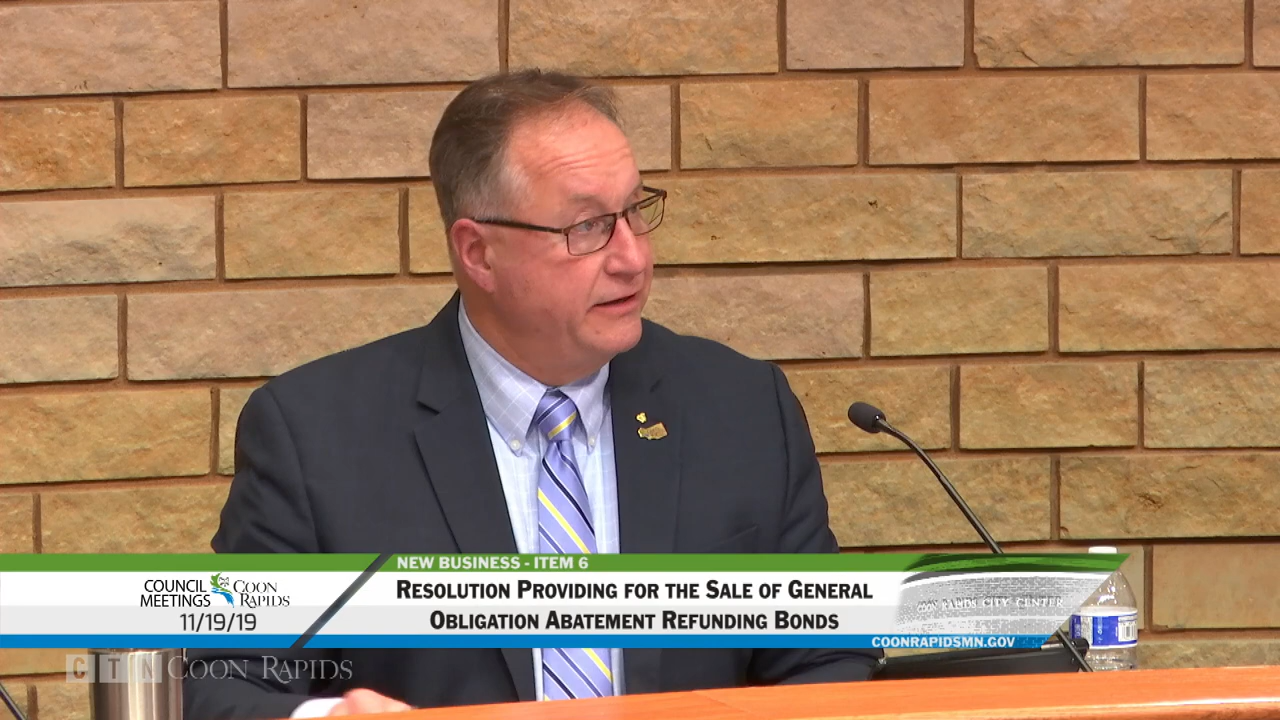 NEW BUSINESS - ITEM 6
COUNCIL MEETINGS
COON RAPIDS
11/19/19
RESOLUTION PROVIDING FOR THE SALE OF GENERAL
OBLIGATION ABATEMENT REFUNDING BONDS
COON RAPIDS CITY CENTER
COONRAPIDSMN.GOV
CTN COON RAPIDS